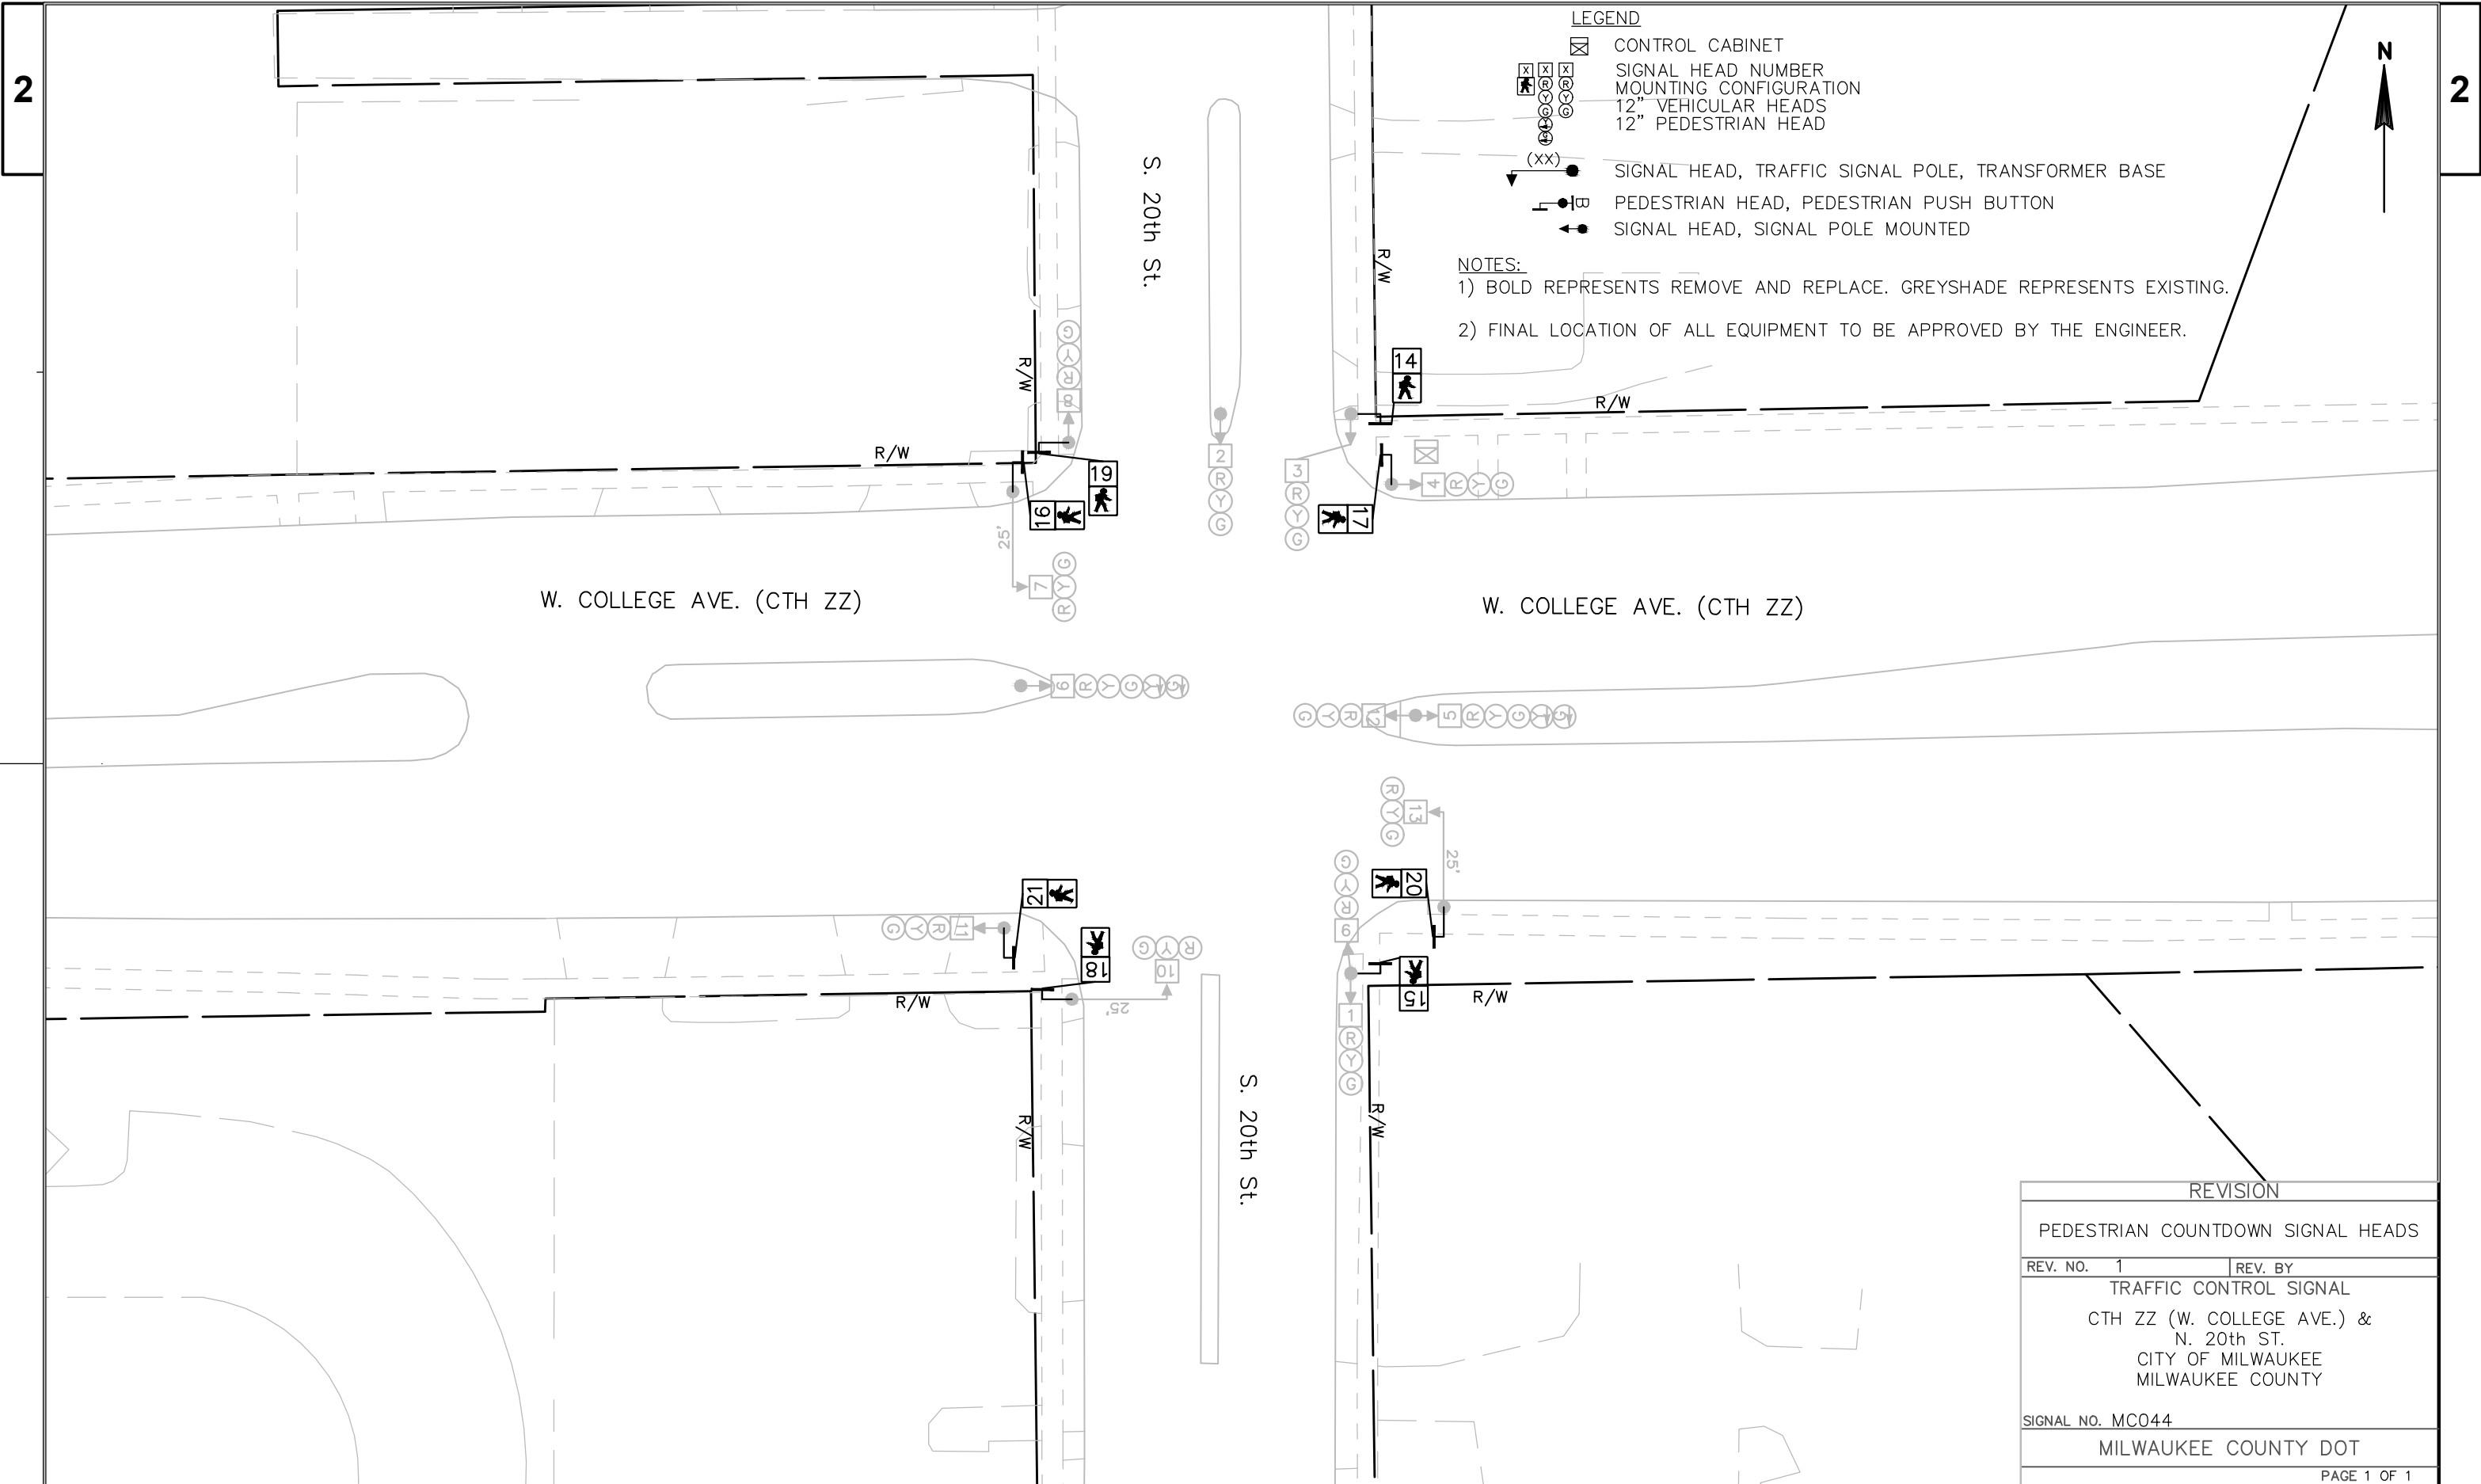 2
2
LEGEND
CONTROL CABINET
X X X
SIGNAL HEAD NUMBER
R R
MOUNTING CONFIGURATION
Y Y
12" VEHICULAR HEADS
G G
12" PEDESTRIAN HEAD
Y
G
(XX)
SIGNAL HEAD, TRAFFIC SIGNAL POLE, TRANSFORMER BASE
B
PEDESTRIAN HEAD, PEDESTRIAN PUSH BUTTON
SIGNAL HEAD, SIGNAL POLE MOUNTED
N
NOTES:
1) BOLD REPRESENTS REMOVE AND REPLACE. GREYSHADE REPRESENTS EXISTING.
2) FINAL LOCATION OF ALL EQUIPMENT TO BE APPROVED BY THE ENGINEER.
S. 20th St.
R/W
R/W
R/W
R/W
8 R Y G
14
19
16
2 R Y G
3 R Y G
4 R Y G
17
25'
7
R Y G
W. COLLEGE AVE. (CTH ZZ)
W. COLLEGE AVE. (CTH ZZ)
6 R Y G Y G
12 R Y G
5 R Y G Y G
13
R Y G
25'
21
11 R Y G
18
10
R Y G
25'
9 R Y G
20
15
1 R Y G
R/W
R/W
R/W
R/W
S. 20th St.
REVISION
PEDESTRIAN COUNTDOWN SIGNAL HEADS
REV. NO. 1 REV. BY
TRAFFIC CONTROL SIGNAL
CTH ZZ (W. COLLEGE AVE.) &
N. 20th ST.
CITY OF MILWAUKEE
MILWAUKEE COUNTY
SIGNAL NO. MC044
MILWAUKEE COUNTY DOT
PAGE 1 OF 1